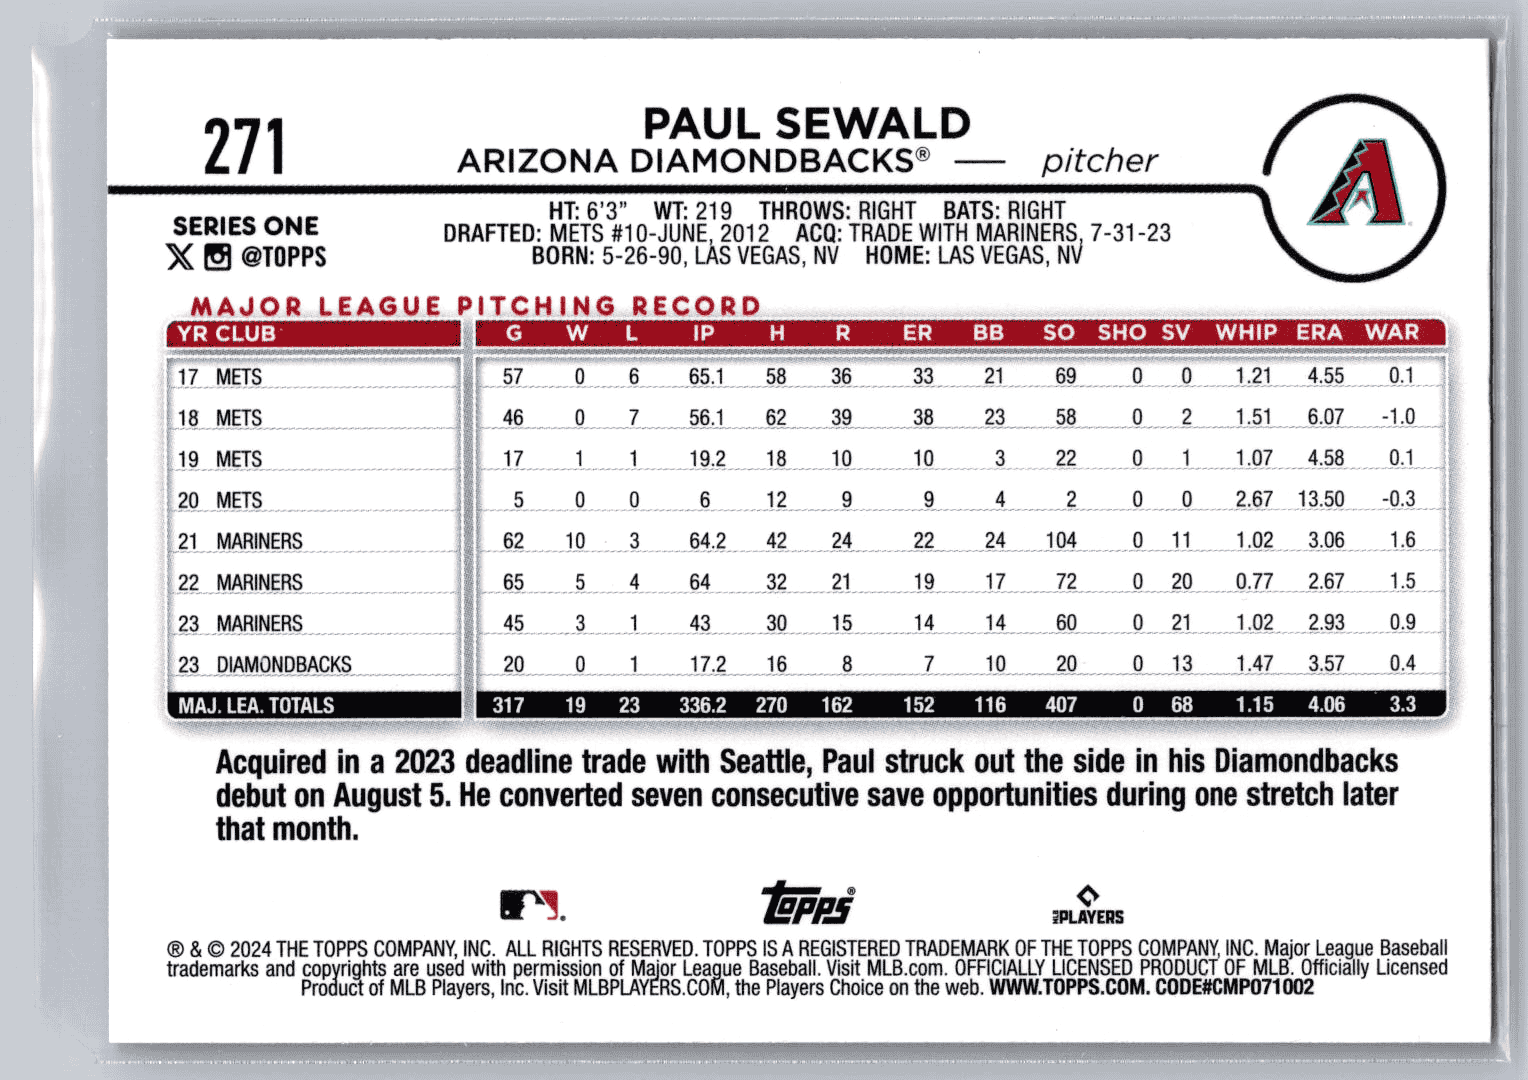 271
PAUL SEWALD
ARIZONA DIAMONDBACKS® — pitcher
SERIES ONE
@TOPPS
HT: 6'3" WT: 219 THROWS: RIGHT BATS: RIGHT
DRAFTED: METS #10-JUNE, 2012 ACQ: TRADE WITH MARINERS, 7-31-23
BORN: 5-26-90, LAS VEGAS, NV HOME: LAS VEGAS, NV
MAJOR LEAGUE PITCHING RECORD
YR CLUB G W L IP H R ER BB SO SHO SV WHIP ERA WAR
17 METS 57 0 6 65.1 58 36 33 21 69 0 0 1.21 4.55 0.1
18 METS 46 0 7 56.1 62 39 38 23 58 0 2 1.51 6.07 -1.0
19 METS 17 1 1 19.2 18 10 10 3 22 0 1 1.07 4.58 0.1
20 METS 5 0 0 6 12 9 9 4 2 0 0 2.67 13.50 -0.3
21 MARINERS 62 10 3 64.2 42 24 22 24 104 0 11 1.02 3.06 1.6
22 MARINERS 65 5 4 64 32 21 19 17 72 0 20 0.77 2.67 1.5
23 MARINERS 45 3 1 43 30 15 14 14 60 0 21 1.02 2.93 0.9
23 DIAMONDBACKS 20 0 1 17.2 16 8 7 10 20 0 13 1.47 3.57 0.4
MAJ. LEA. TOTALS 317 19 23 336.2 270 162 152 116 407 0 68 1.15 4.06 3.3
Acquired in a 2023 deadline trade with Seattle, Paul struck out the side in his Diamondbacks
debut on August 5. He converted seven consecutive save opportunities during one stretch later
that month.
Topps®
MLB PLAYERS
® & © 2024 THE TOPPS COMPANY, INC. ALL RIGHTS RESERVED. TOPPS IS A REGISTERED TRADEMARK OF THE TOPPS COMPANY, INC. Major League Baseball
trademarks and copyrights are used with permission of Major League Baseball. Visit MLB.com. OFFICIALLY LICENSED PRODUCT OF MLB. Officially Licensed
Product of MLB Players, Inc. Visit MLBPLAYERS.COM, the Players Choice on the web. WWW.TOPPS.COM. CODE#CMP071002